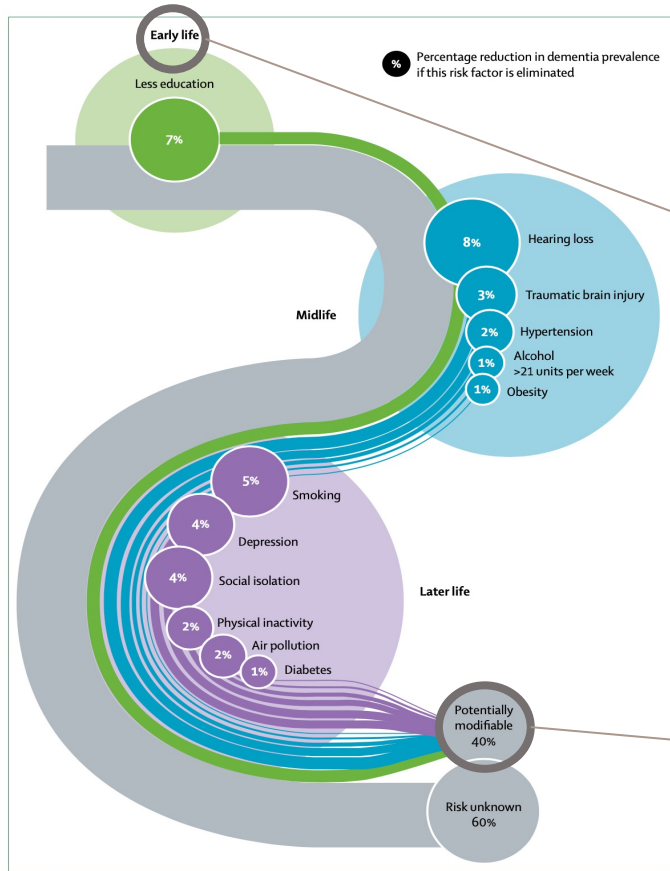 Early life
%
Percentage reduction in dementia prevalence
if this risk factor is eliminated
Less education
7%
8%
Hearing loss
3%
Traumatic brain injury
Midlife
2%
Hypertension
1%
Alcohol
>21 units per week
1%
Obesity
5%
Smoking
4%
Depression
4%
Social isolation
Later life
2%
Physical inactivity
2%
Air pollution
1%
Diabetes
Potentially
modifiable
40%
Risk unknown
60%